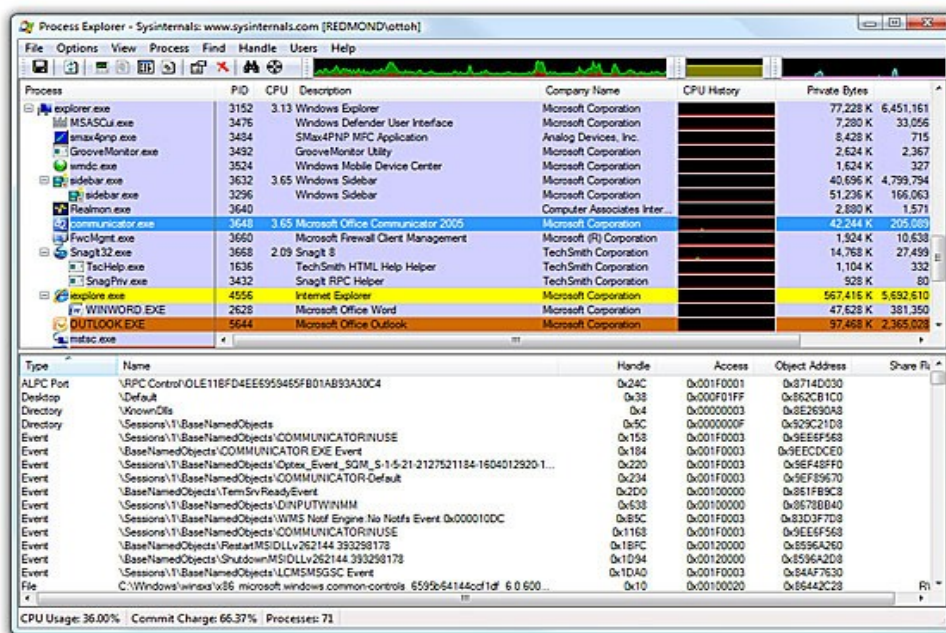 Process Explorer - Sysinternals: www.sysinternals.com [REDMOND\ottoh]
File Options View Process Find Handle Users Help
Process PID CPU Description Company Name CPU History Private Bytes
explorer.exe 3152 3.13 Windows Explorer Microsoft Corporation 77,228 K 6,451,161
MSASCui.exe 3476 Windows Defender User Interface Microsoft Corporation 7,280 K 33,056
smax4pnp.exe 3484 SMax4PNP MFC Application Analog Devices, Inc. 8,428 K 715
GrooveMonitor.exe 3492 GrooveMonitor Utility Microsoft Corporation 2,624 K 2,367
wmdc.exe 3524 Windows Mobile Device Center Microsoft Corporation 1,624 K 327
sidebar.exe 3632 3.65 Windows Sidebar Microsoft Corporation 40,696 K 4,799,794
sidebar.exe 3296 Windows Sidebar Microsoft Corporation 51,236 K 166,063
Realmon.exe 3640 Computer Associates Inter... 2,880 K 1,571
communicator.exe 3648 3.65 Microsoft Office Communicator 2005 Microsoft Corporation 42,244 K 205,089
FwcMgmt.exe 3660 Microsoft Firewall Client Management Microsoft (R) Corporation 1,924 K 10,638
SnagIt32.exe 3668 2.09 SnagIt 8 TechSmith Corporation 14,768 K 27,499
TscHelp.exe 1636 TechSmith HTML Help Helper TechSmith Corporation 1,104 K 332
SnagPriv.exe 3432 SnagIt RPC Helper TechSmith Corporation 928 K 80
iexplore.exe 4556 Internet Explorer Microsoft Corporation 567,416 K 5,692,610
WINWORD.EXE 2628 Microsoft Office Word Microsoft Corporation 47,628 K 381,350
OUTLOOK.EXE 5644 Microsoft Office Outlook Microsoft Corporation 97,468 K 2,365,028
mstsc.exe
Type Name Handle Access Object Address
ALPC Port \RPC Control\OLE116FD4EE6959465FB01AB93A30C4 0x24C 0x001F0001 0x8714D030
Desktop \Default 0x38 0x000F01FF 0x862CB1C0
Directory \KnownDlls 0x4 0x00000003 0x8E2690A8
Directory \Sessions\1\BaseNamedObjects 0x5C 0x0000000F 0x929C21D8
Event \Sessions\1\BaseNamedObjects\COMMUNICATORINUSE 0x158 0x001F0003 0x9EE6F568
Event \BaseNamedObjects\COMMUNICATOR.EXE Event 0x184 0x001F0003 0x9EECDCE0
Event \Sessions\1\BaseNamedObjects\Optex_Event_SQM_S-1-5-21-2127521184-1604012920-1... 0x220 0x001F0003 0x9EF48FF0
Event \Sessions\1\BaseNamedObjects\COMMUNICATOR-Default 0x234 0x001F0003 0x9EF89670
Event \BaseNamedObjects\TermSrvReadyEvent 0x2D0 0x00100000 0x861FB9C8
Event \Sessions\1\BaseNamedObjects\DINPUTWINMM 0x638 0x00100000 0x8678BB40
Event \Sessions\1\BaseNamedObjects\WMS Notif Engine:No Notifs Event 0x000010DC 0xB5C 0x001F0003 0x83D3F7D8
Event \Sessions\1\BaseNamedObjects\COMMUNICATORINUSE 0x1168 0x001F0003 0x9EE6F568
Event \BaseNamedObjects\RestartMSIDLLv262144.393298178 0x1BFC 0x00120000 0x8596A260
Event \BaseNamedObjects\ShutdownMSIDLLv262144.393298178 0x1D94 0x00120000 0x8596A2D8
Event \Sessions\1\BaseNamedObjects\LCMSMSGSC Event 0x1DA0 0x001F0003 0x84AF7630
File 0x10 0x00100020 0x86442C28
CPU Usage: 36.00% Commit Charge: 66.37% Processes: 71